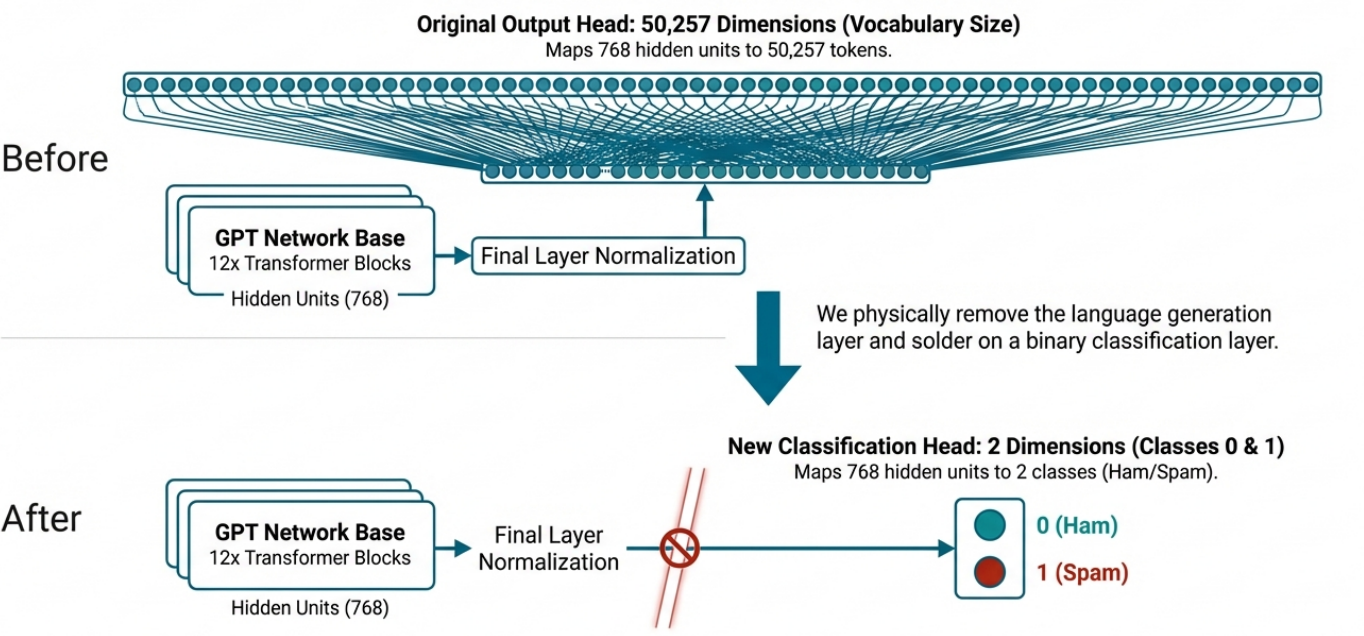 Original Output Head: 50,257 Dimensions (Vocabulary Size)
Maps 768 hidden units to 50,257 tokens.
Before
GPT Network Base
12x Transformer Blocks
Hidden Units (768)
Final Layer Normalization
We physically remove the language generation
layer and solder on a binary classification layer.
New Classification Head: 2 Dimensions (Classes 0 & 1)
Maps 768 hidden units to 2 classes (Ham/Spam).
After
GPT Network Base
12x Transformer Blocks
Hidden Units (768)
Final Layer
Normalization
0 (Ham)
1 (Spam)